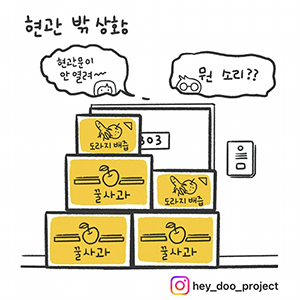 현관 밖 상황
현관문이
안 열려~
뭔 소리??
303
도라지 배즙
꿀사과
도라지 배즙
꿀사과
꿀사과
hey_doo_project